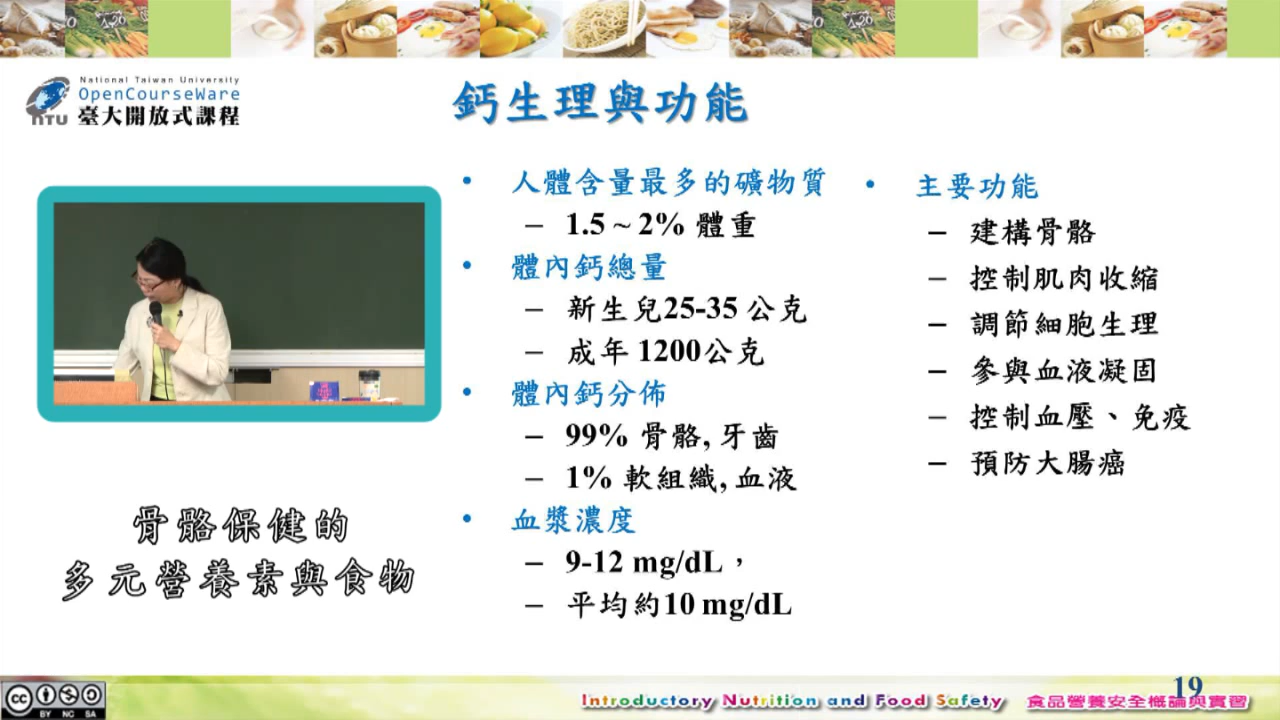 National Taiwan University
OpenCourseWare
NTU 臺大開放式課程
鈣生理與功能
• 人體含量最多的礦物質
– 1.5 ~ 2% 體重
• 體內鈣總量
– 新生兒25-35 公克
– 成年 1200公克
• 體內鈣分佈
– 99% 骨骼, 牙齒
– 1% 軟組織, 血液
• 血漿濃度
– 9-12 mg/dL，
– 平均約10 mg/dL
• 主要功能
– 建構骨骼
– 控制肌肉收縮
– 調節細胞生理
– 參與血液凝固
– 控制血壓、免疫
– 預防大腸癌
骨骼保健的
多元營養素與食物
cc BY NC SA
Introductory Nutrition and Food Safety 食品營養安全概論與實習
19